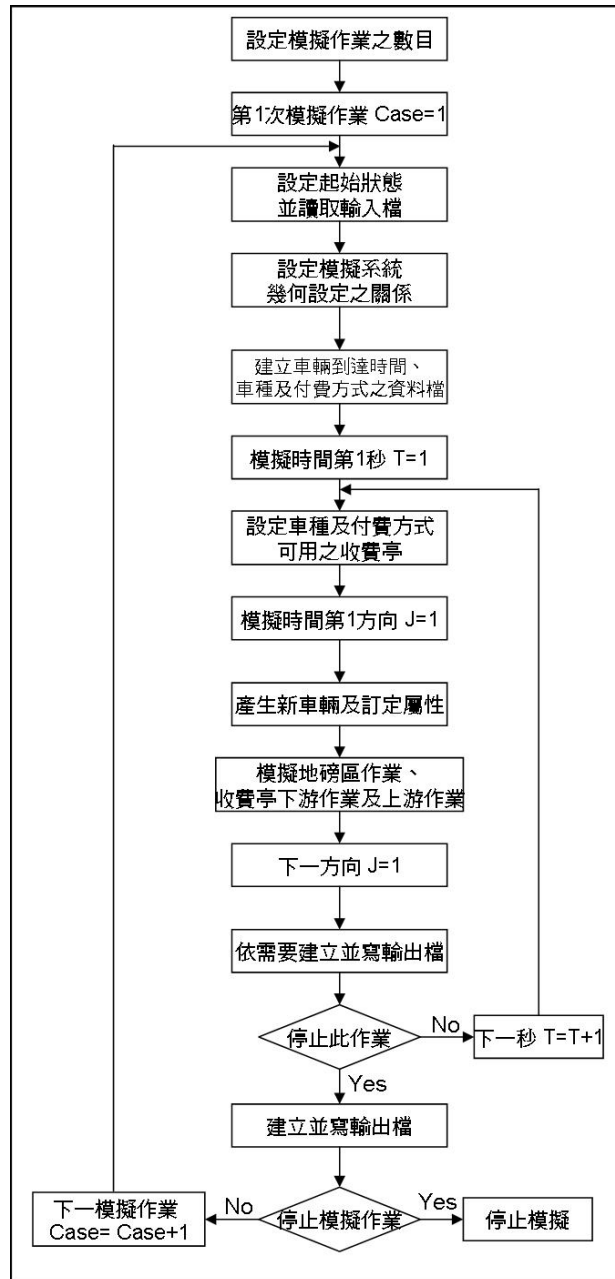 設定模擬作業之數目
第1次模擬作業 Case=1
設定起始狀態
並讀取輸入檔
設定模擬系統
幾何設定之關係
建立車輛到達時間、
車種及付費方式之資料檔
模擬時間第1秒 T=1
設定車種及付費方式
可用之收費亭
模擬時間第1方向 J=1
產生新車輛及訂定屬性
模擬地磅區作業、
收費亭下游作業及上游作業
下一方向 J=1
依需要建立並寫輸出檔
停止此作業
No
下一秒 T=T+1
Yes
建立並寫輸出檔
停止模擬作業
No
下一模擬作業
Case= Case+1
Yes
停止模擬